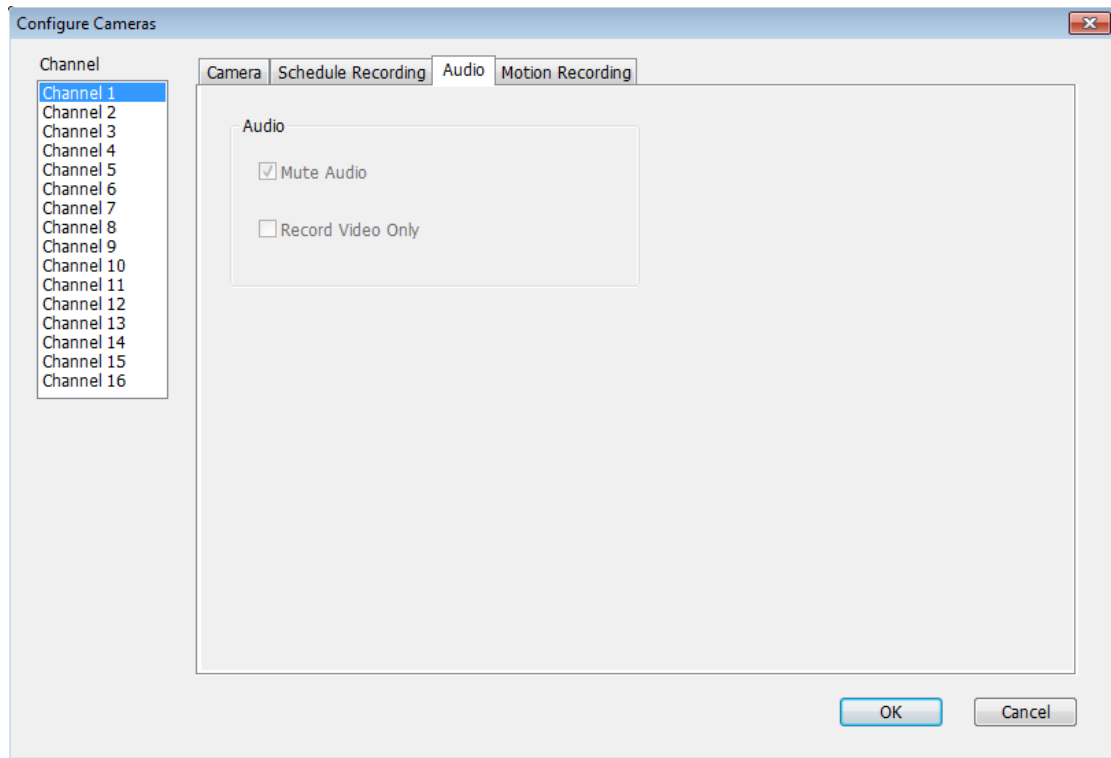 Configure Cameras
Channel
Channel 1
Channel 2
Channel 3
Channel 4
Channel 5
Channel 6
Channel 7
Channel 8
Channel 9
Channel 10
Channel 11
Channel 12
Channel 13
Channel 14
Channel 15
Channel 16
Camera Schedule Recording Audio Motion Recording
Audio
Mute Audio
Record Video Only
OK Cancel